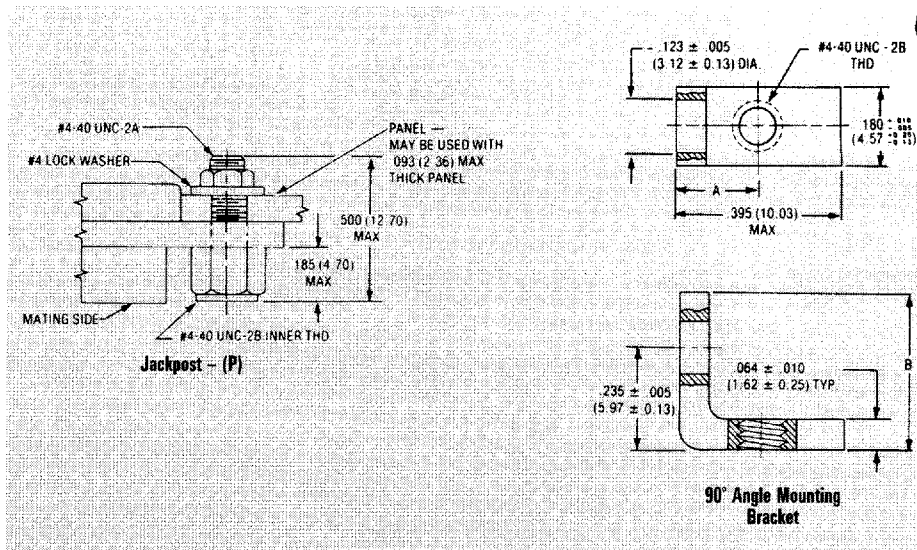 #4-40 UNC-2A
#4 LOCK WASHER
PANEL —
MAY BE USED WITH
093 (2 36) MAX
THICK PANEL
500 (12 70)
MAX
185 (4 70)
MAX
MATING SIDE
#4-40 UNC-2B INNER THD
Jackpost – (P)
.123 ± .005
(3.12 ± 0.13) DIA.
#4-40 UNC - 2B
THD
180
(4.57
A
.395 (10.03)
MAX
B
.064 ± .010
(1.62 ± 0.25) TYP
.235 ± .005
(5.97 ± 0.13)
90° Angle Mounting
Bracket